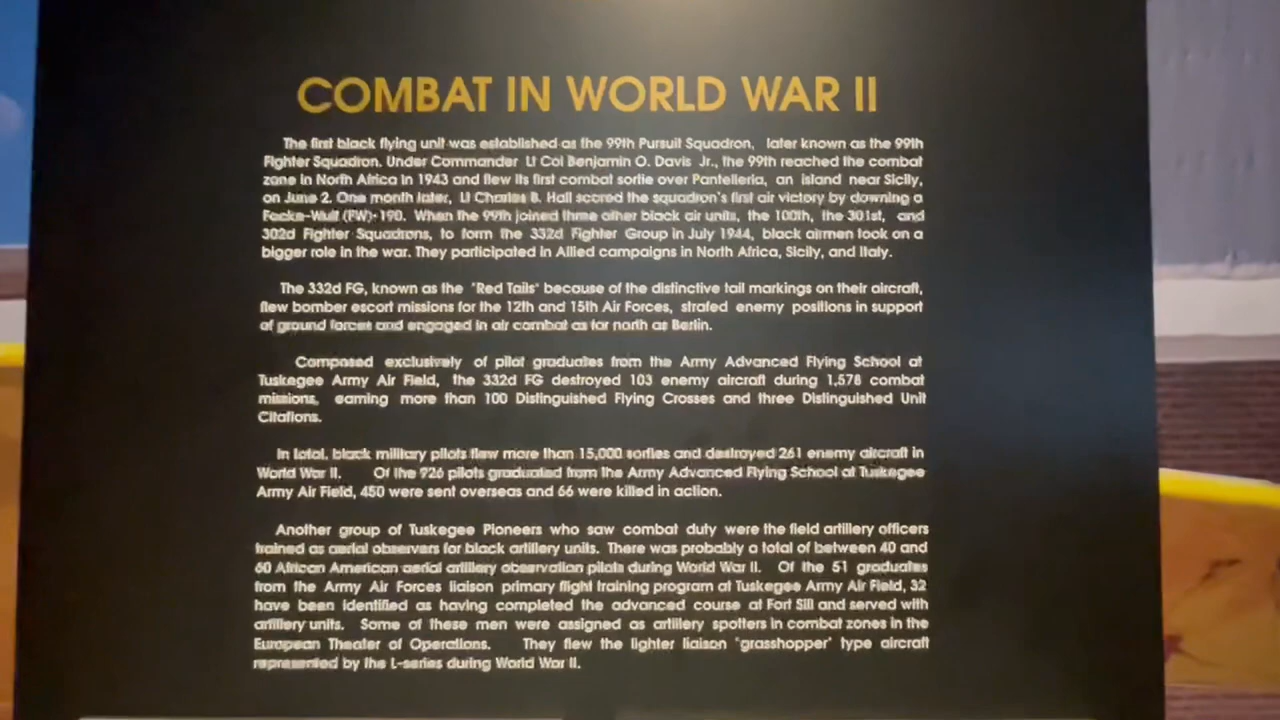 COMBAT IN WORLD WAR II
The first black flying unit was established as the 99th Pursuit Squadron, later known as the 99th
Fighter Squadron. Under Commander Lt Col Benjamin O. Davis Jr., the 99th reached the combat
zone in North Africa in 1943 and flew its first combat sortie over Pantelleria, an island near Sicily,
on June 2. One month later, Lt Charles B. Hall scored the squadron's first air victory by downing a
Focke-Wulf (FW)-190. When the 99th joined three other black air units, the 100th, the 301st, and
302d Fighter Squadrons, to form the 332d Fighter Group in July 1944, black airmen took on a
bigger role in the war. They participated in Allied campaigns in North Africa, Sicily, and Italy.
The 332d FG, known as the "Red Tails" because of the distinctive tail markings on their aircraft,
flew bomber escort missions for the 12th and 15th Air Forces, strafed enemy positions in support
of ground forces and engaged in air combat as far north as Berlin.
Composed exclusively of pilot graduates from the Army Advanced Flying School at
Tuskegee Army Air Field, the 332d FG destroyed 103 enemy aircraft during 1,578 combat
missions, earning more than 100 Distinguished Flying Crosses and three Distinguished Unit
Citations.
In total, black military pilots flew more than 15,000 sorties and destroyed 261 enemy aircraft in
World War II. Of the 926 pilots graduated from the Army Advanced Flying School at Tuskegee
Army Air Field, 450 were sent overseas and 66 were killed in action.
Another group of Tuskegee Pioneers who saw combat duty were the field artillery officers
trained as aerial observers for black artillery units. There was probably a total of between 40 and
60 African American aerial artillery observation pilots during World War II. Of the 51 graduates
from the Army Air Forces liaison primary flight training program at Tuskegee Army Air Field, 32
have been identified as having completed the advanced course at Fort Sill and served with
artillery units. Some of these men were assigned as artillery spotters in combat zones in the
European Theater of Operations. They flew the lighter liaison "grasshopper" type aircraft
represented by the L-series during World War II.